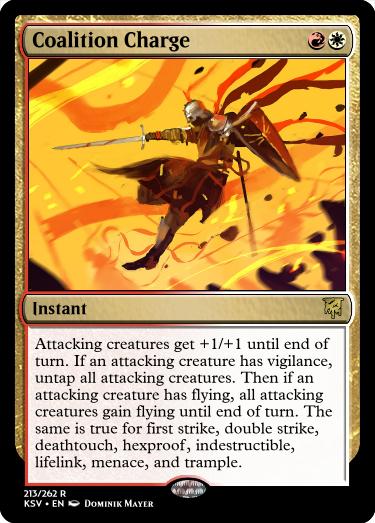 Coalition Charge
Instant
Attacking creatures get +1/+1 until end of
turn. If an attacking creature has vigilance,
untap all attacking creatures. Then if an
attacking creature has flying, all attacking
creatures gain flying until end of turn. The
same is true for first strike, double strike,
deathtouch, hexproof, indestructible,
lifelink, menace, and trample.
213/262 R
KSV • EN Dominik Mayer